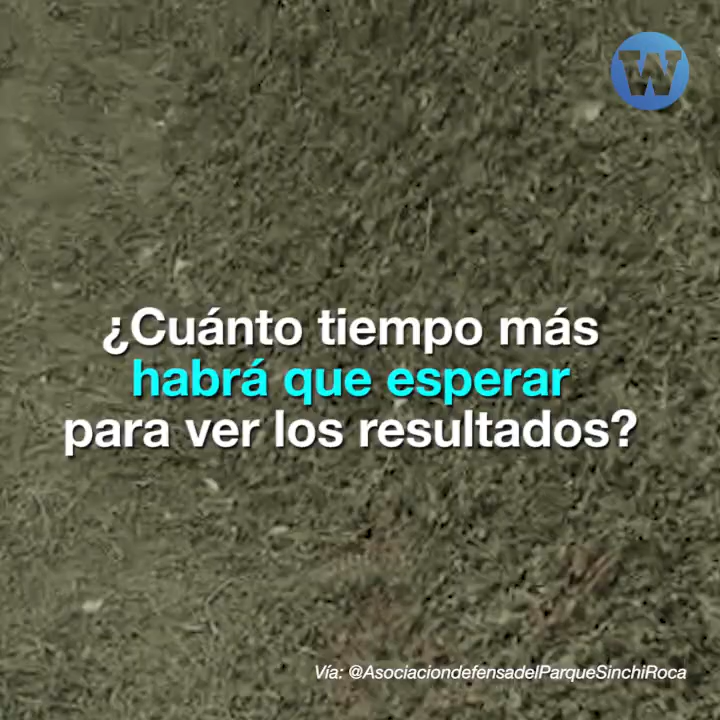 W
¿Cuánto tiempo más
habrá que esperar
para ver los resultados?
Vía: @AsociaciondefensadelParqueSinchiRoca